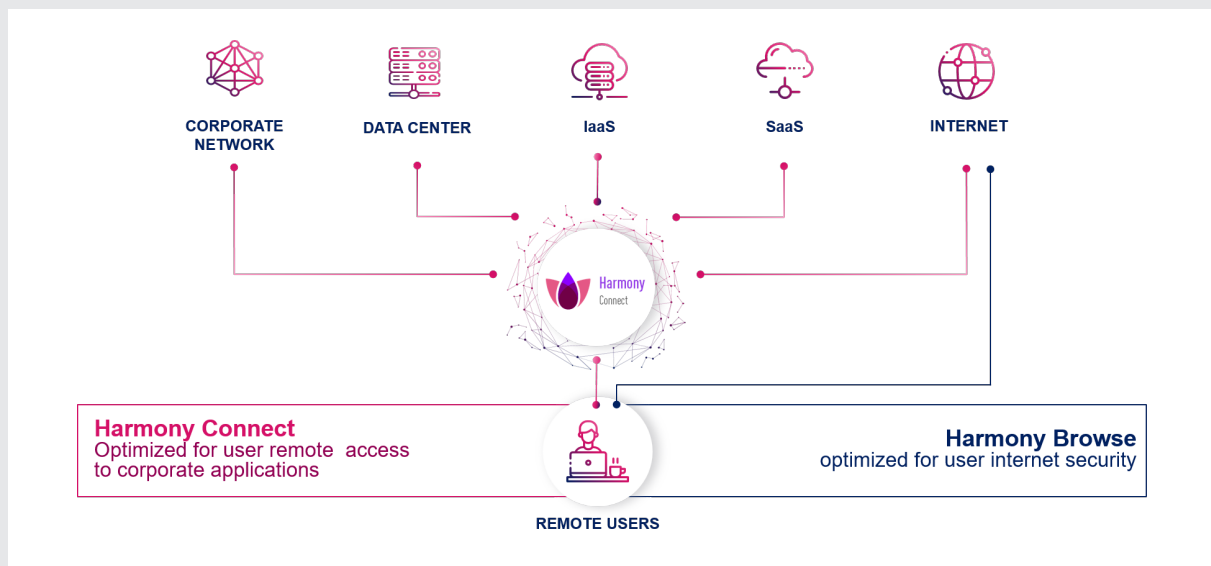 CORPORATE
NETWORK
DATA CENTER
IaaS
SaaS
INTERNET
Harmony
Connect
Harmony Connect
Optimized for user remote access
to corporate applications
Harmony Browse
optimized for user internet security
REMOTE USERS